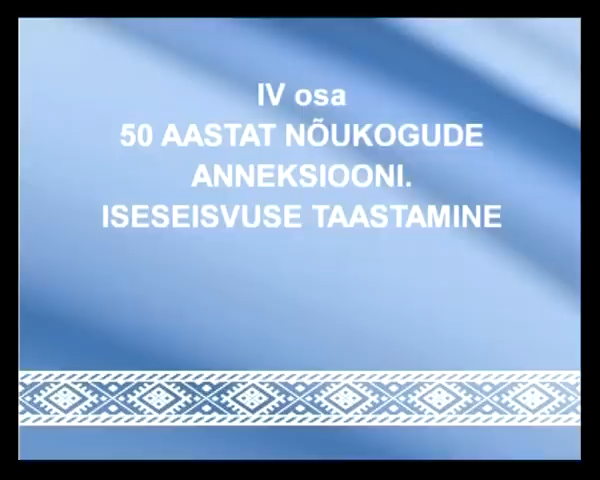 IV osa
50 AASTAT NÕUKOGUDE
ANNEKSIOONI.
ISESEISVUSE TAASTAMINE